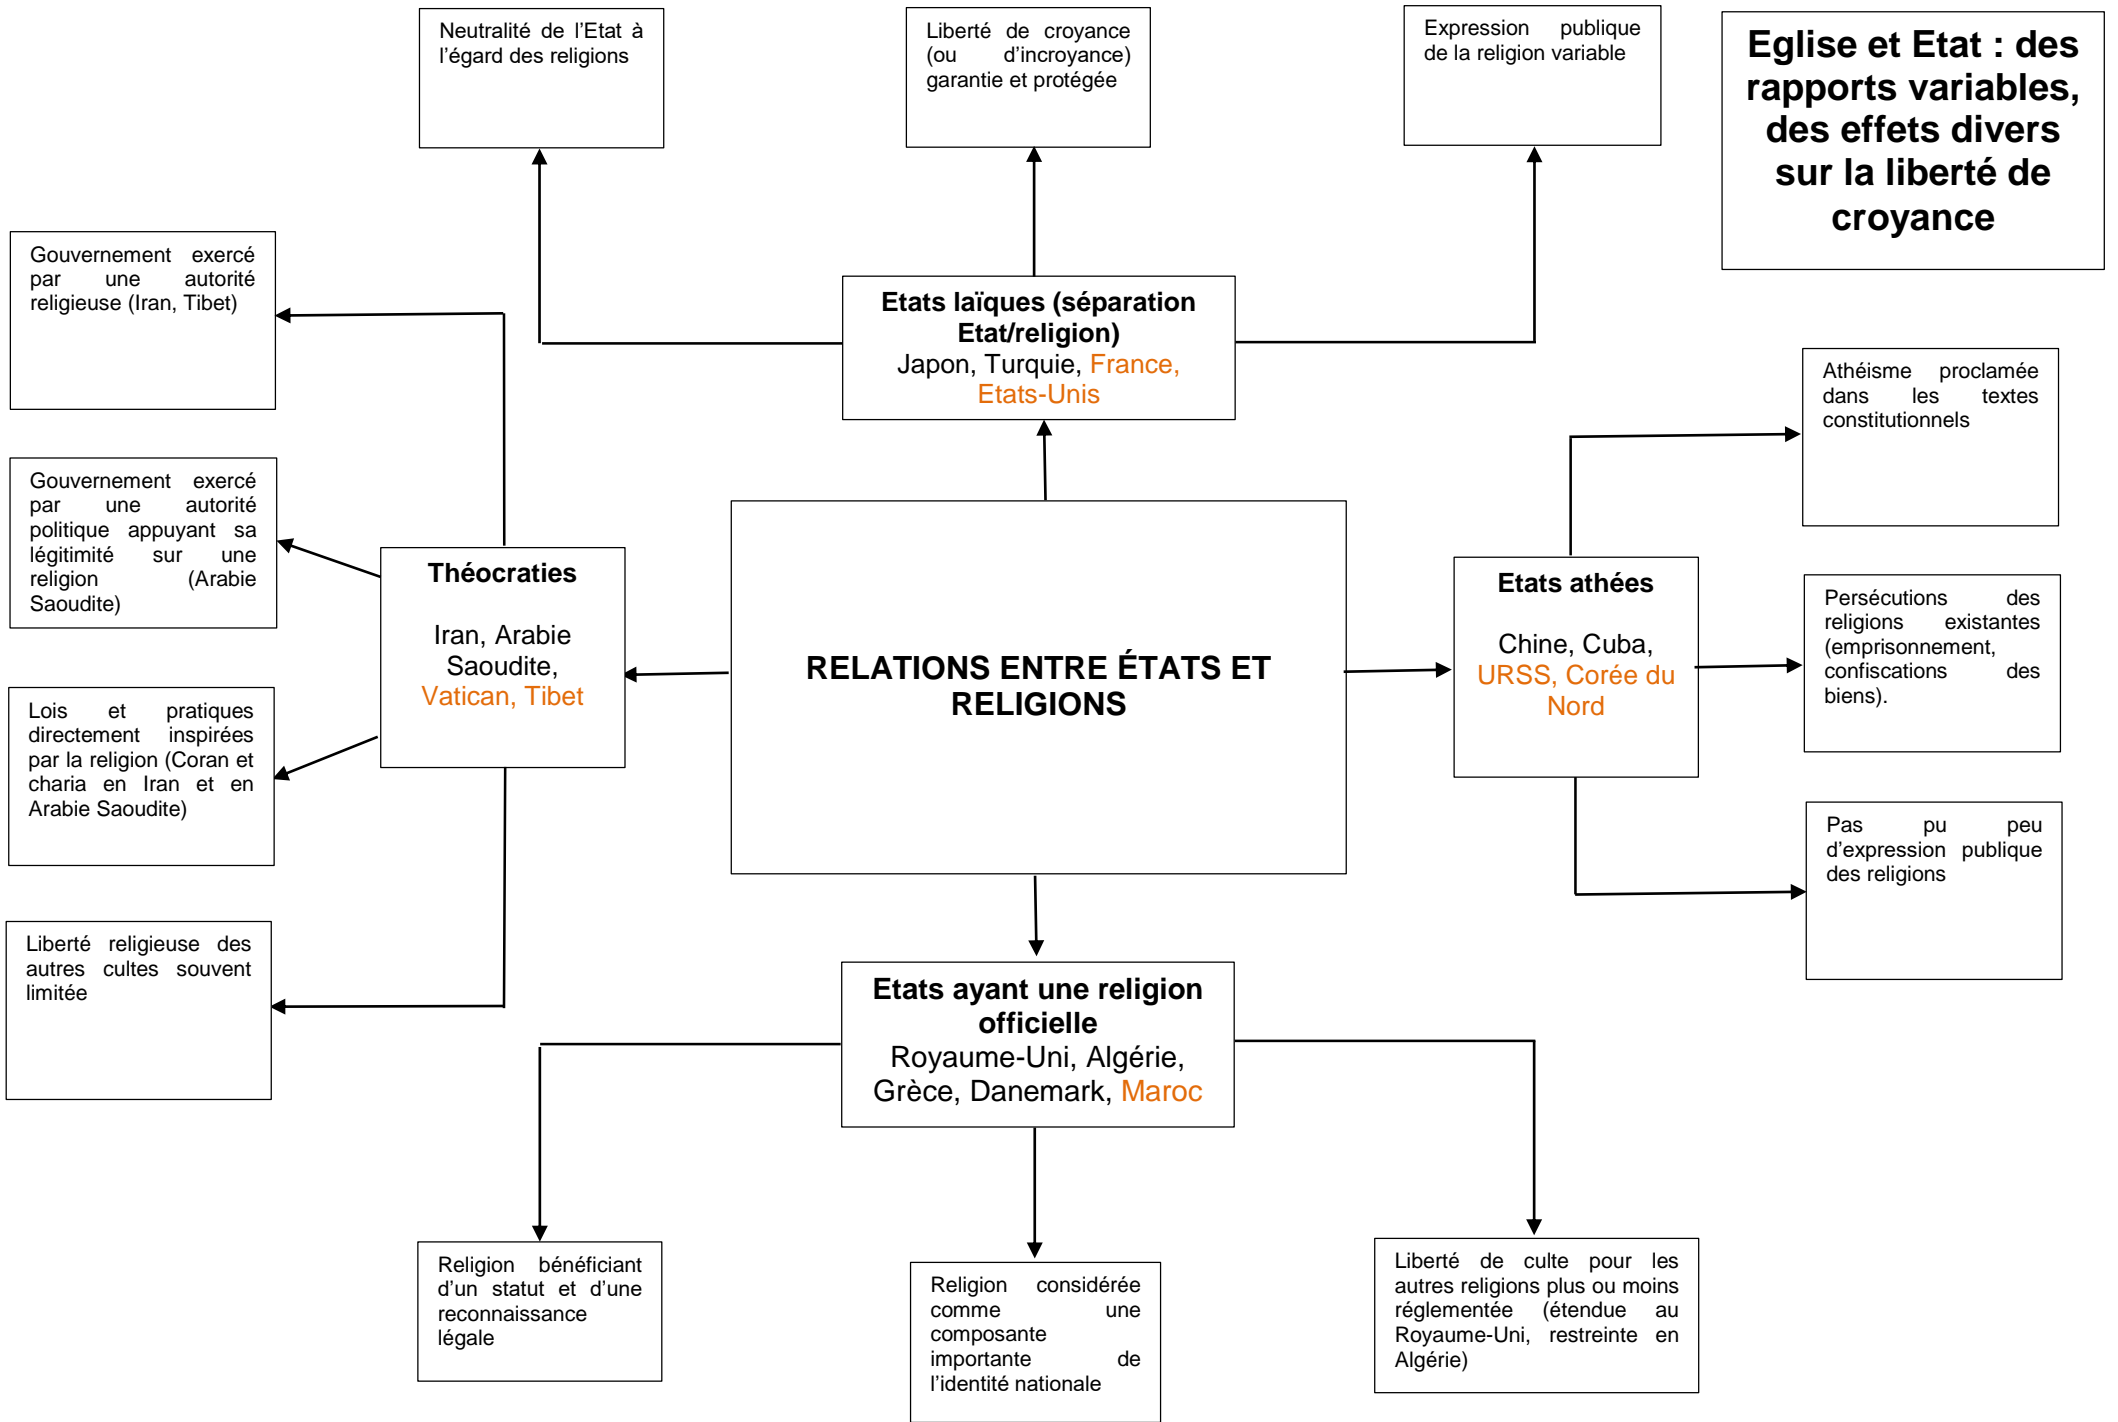 Neutralité de l’Etat à
l’égard des religions
Liberté de croyance
(ou d’incroyance)
garantie et protégée
Expression publique
de la religion variable
Eglise et Etat : des
rapports variables,
des effets divers
sur la liberté de
croyance
Gouvernement exercé
par une autorité
religieuse (Iran, Tibet)
Etats laïques (séparation
Etat/religion)
Japon, Turquie, France,
Etats-Unis
Athéisme proclamée
dans les textes
constitutionnels
Gouvernement exercé
par une autorité
politique appuyant sa
légitimité sur une
religion (Arabie
Saoudite)
Théocraties
Iran, Arabie
Saoudite,
Vatican, Tibet
RELATIONS ENTRE ÉTATS ET
RELIGIONS
Etats athées
Chine, Cuba,
URSS, Corée du
Nord
Persécutions des
religions existantes
(emprisonnement,
confiscations des
biens).
Lois et pratiques
directement inspirées
par la religion (Coran et
charia en Iran et en
Arabie Saoudite)
Pas pu peu
d’expression publique
des religions
Liberté religieuse des
autres cultes souvent
limitée
Etats ayant une religion
officielle
Royaume-Uni, Algérie,
Grèce, Danemark, Maroc
Religion bénéficiant
d’un statut et d’une
reconnaissance
légale
Religion considérée
comme une
composante
importante de
l’identité nationale
Liberté de culte pour les
autres religions plus ou moins
réglementée (étendue au
Royaume-Uni, restreinte en
Algérie)